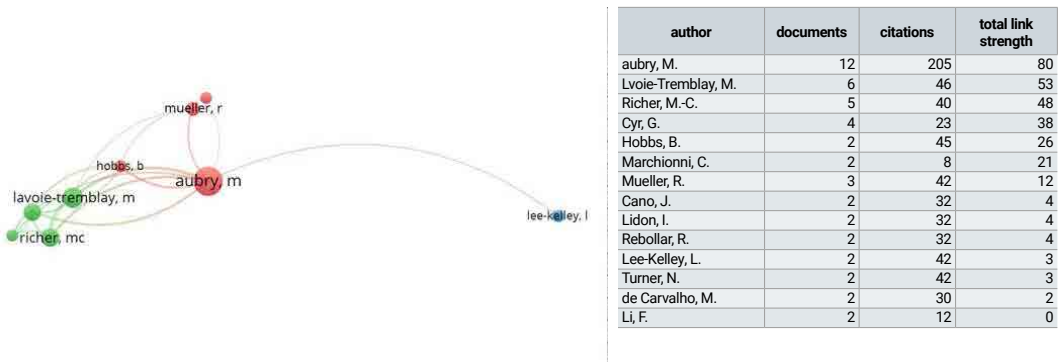 mueller, r
hobbs, b
aubry, m
lavoie-tremblay, m
richer, mc
lee-kelley, l
author documents citations total link strength
aubry, M. 12 205 80
Lvoie-Tremblay, M. 6 46 53
Richer, M.-C. 5 40 48
Cyr, G. 4 23 38
Hobbs, B. 2 45 26
Marchionni, C. 2 8 21
Mueller, R. 3 42 12
Cano, J. 2 32 4
Lidon, I. 2 32 4
Rebollar, R. 2 32 4
Lee-Kelley, L. 2 42 3
Turner, N. 2 42 3
de Carvalho, M. 2 30 2
Li, F. 2 12 0